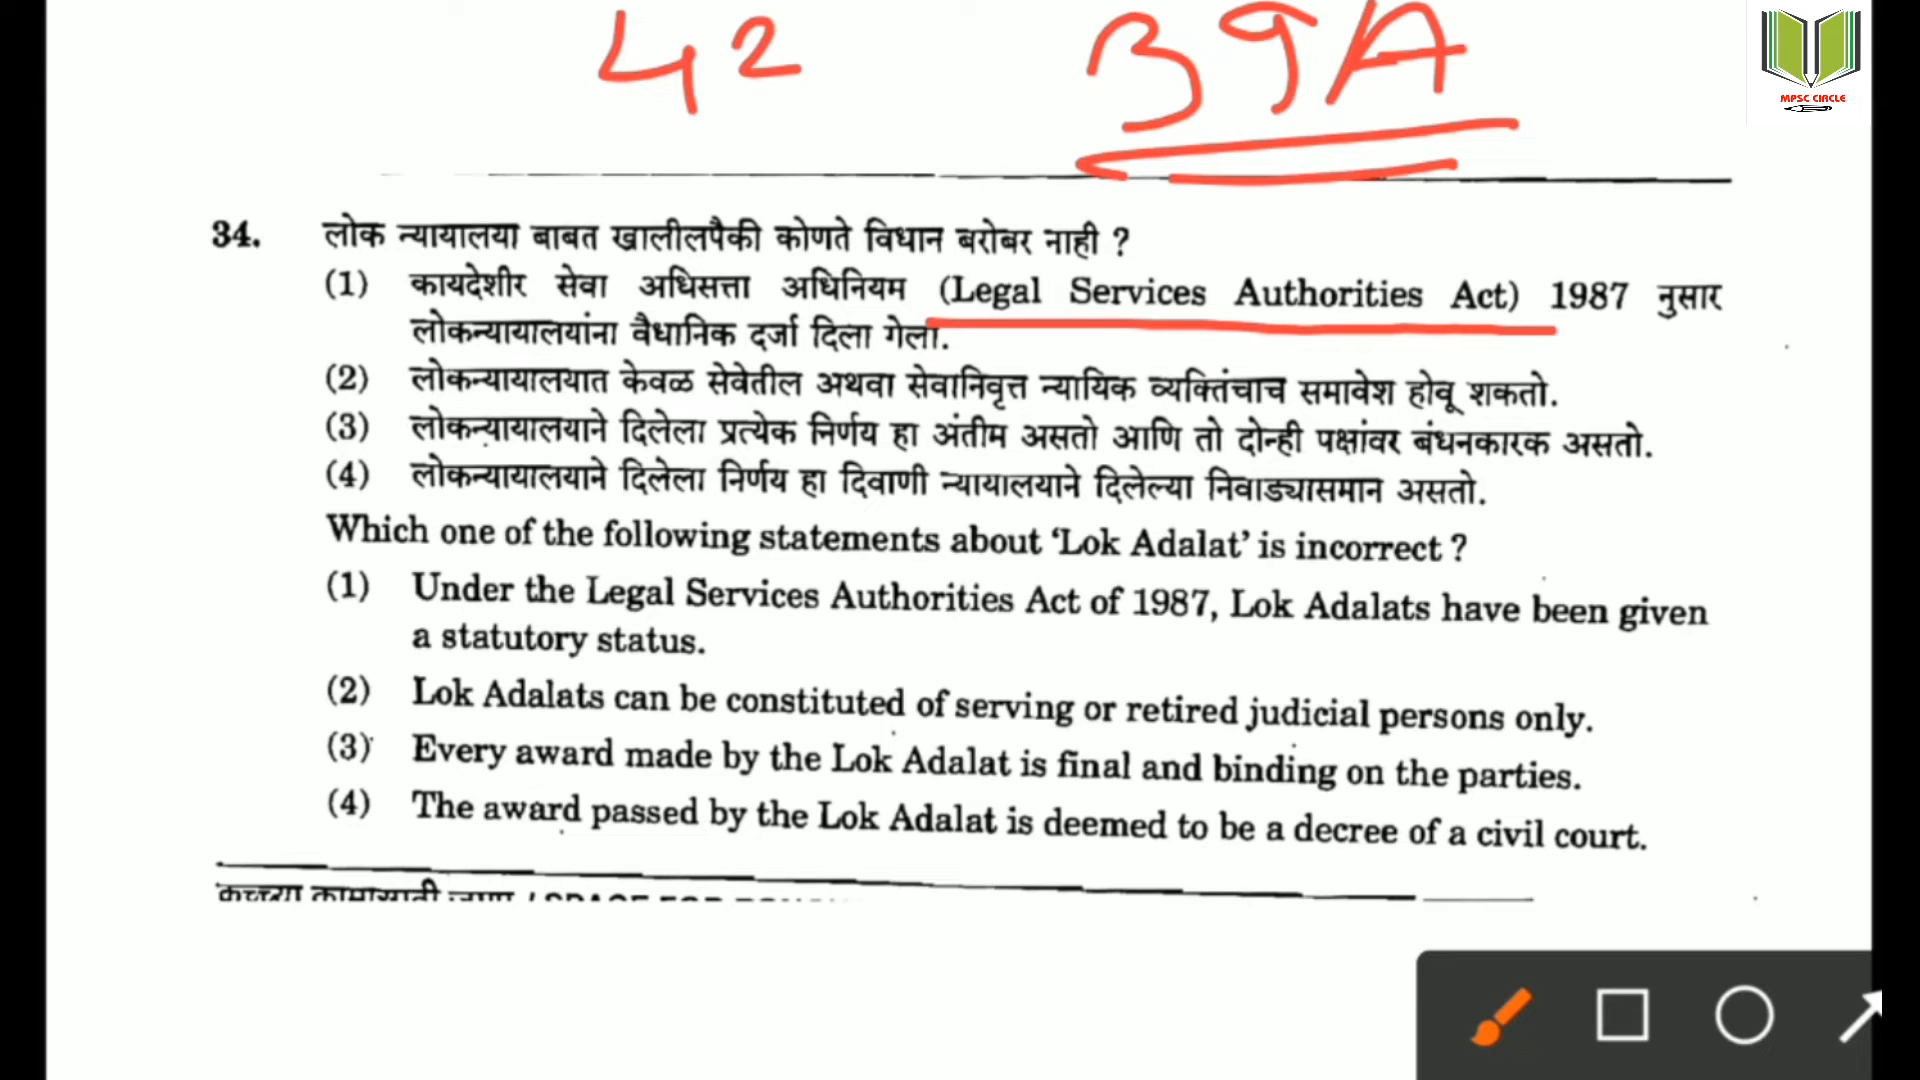 42 39A
MPSC CIRCLE
34. लोक न्यायालया बाबत खालीलपैकी कोणते विधान बरोबर नाही ?
(1) कायदेशीर सेवा अधिसत्ता अधिनियम (Legal Services Authorities Act) 1987 नुसार
लोकन्यायालयांना वैधानिक दर्जा दिला गेला.
(2) लोकन्यायालयात केवळ सेवेतील अथवा सेवानिवृत्त न्यायिक व्यक्तिंचाच समावेश होवू शकतो.
(3) लोकन्यायालयाने दिलेला प्रत्येक निर्णय हा अंतीम असतो आणि तो दोन्ही पक्षांवर बंधनकारक असतो.
(4) लोकन्यायालयाने दिलेला निर्णय हा दिवाणी न्यायालयाने दिलेल्या निवाड्यासमान असतो.
Which one of the following statements about ‘Lok Adalat’ is incorrect ?
(1) Under the Legal Services Authorities Act of 1987, Lok Adalats have been given
a statutory status.
(2) Lok Adalats can be constituted of serving or retired judicial persons only.
(3) Every award made by the Lok Adalat is final and binding on the parties.
(4) The award passed by the Lok Adalat is deemed to be a decree of a civil court.